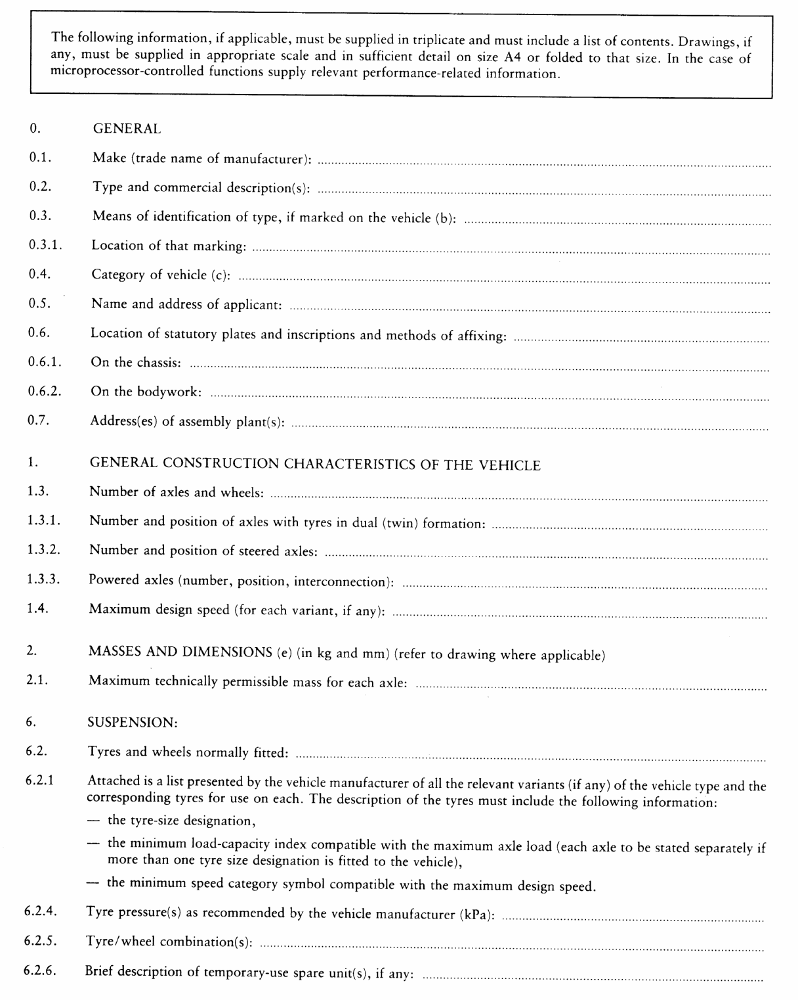 The following information, if applicable, must be supplied in triplicate and must include a list of contents. Drawings, if
any, must be supplied in appropriate scale and in sufficient detail on size A4 or folded to that size. In the case of
microprocessor-controlled functions supply relevant performance-related information.
0. GENERAL
0.1. Make (trade name of manufacturer):
0.2. Type and commercial description(s):
0.3. Means of identification of type, if marked on the vehicle (b):
0.3.1. Location of that marking:
0.4. Category of vehicle (c):
0.5. Name and address of applicant:
0.6. Location of statutory plates and inscriptions and methods of affixing:
0.6.1. On the chassis:
0.6.2. On the bodywork:
0.7. Address(es) of assembly plant(s):
1. GENERAL CONSTRUCTION CHARACTERISTICS OF THE VEHICLE
1.3. Number of axles and wheels:
1.3.1. Number and position of axles with tyres in dual (twin) formation:
1.3.2. Number and position of steered axles:
1.3.3. Powered axles (number, position, interconnection):
1.4. Maximum design speed (for each variant, if any):
2. MASSES AND DIMENSIONS (e) (in kg and mm) (refer to drawing where applicable)
2.1. Maximum technically permissible mass for each axle:
6. SUSPENSION:
6.2. Tyres and wheels normally fitted:
6.2.1 Attached is a list presented by the vehicle manufacturer of all the relevant variants (if any) of the vehicle type and the
corresponding tyres for use on each. The description of the tyres must include the following information:
— the tyre-size designation,
— the minimum load-capacity index compatible with the maximum axle load (each axle to be stated separately if
more than one tyre size designation is fitted to the vehicle),
— the minimum speed category symbol compatible with the maximum design speed.
6.2.4. Tyre pressure(s) as recommended by the vehicle manufacturer (kPa):
6.2.5. Tyre/wheel combination(s):
6.2.6. Brief description of temporary-use spare unit(s), if any: